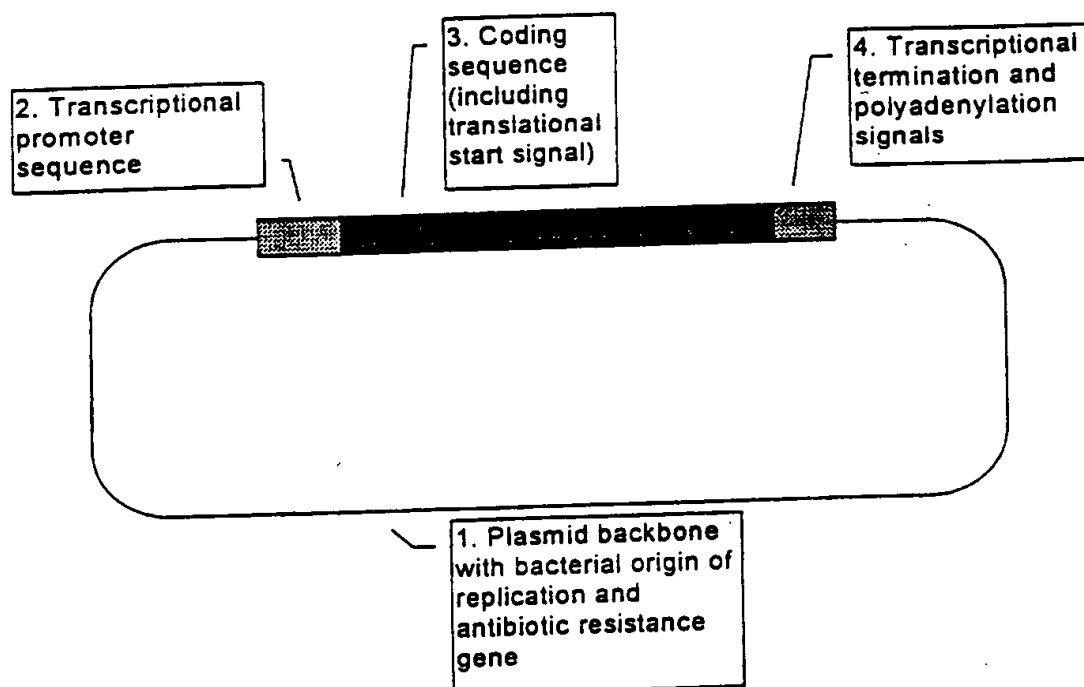 2. Transcriptional
promoter
sequence
3. Coding
sequence
(including
translational
start signal)
4. Transcriptional
termination and
polyadenylation
signals
1. Plasmid backbone
with bacterial origin of
replication and
antibiotic resistance
gene